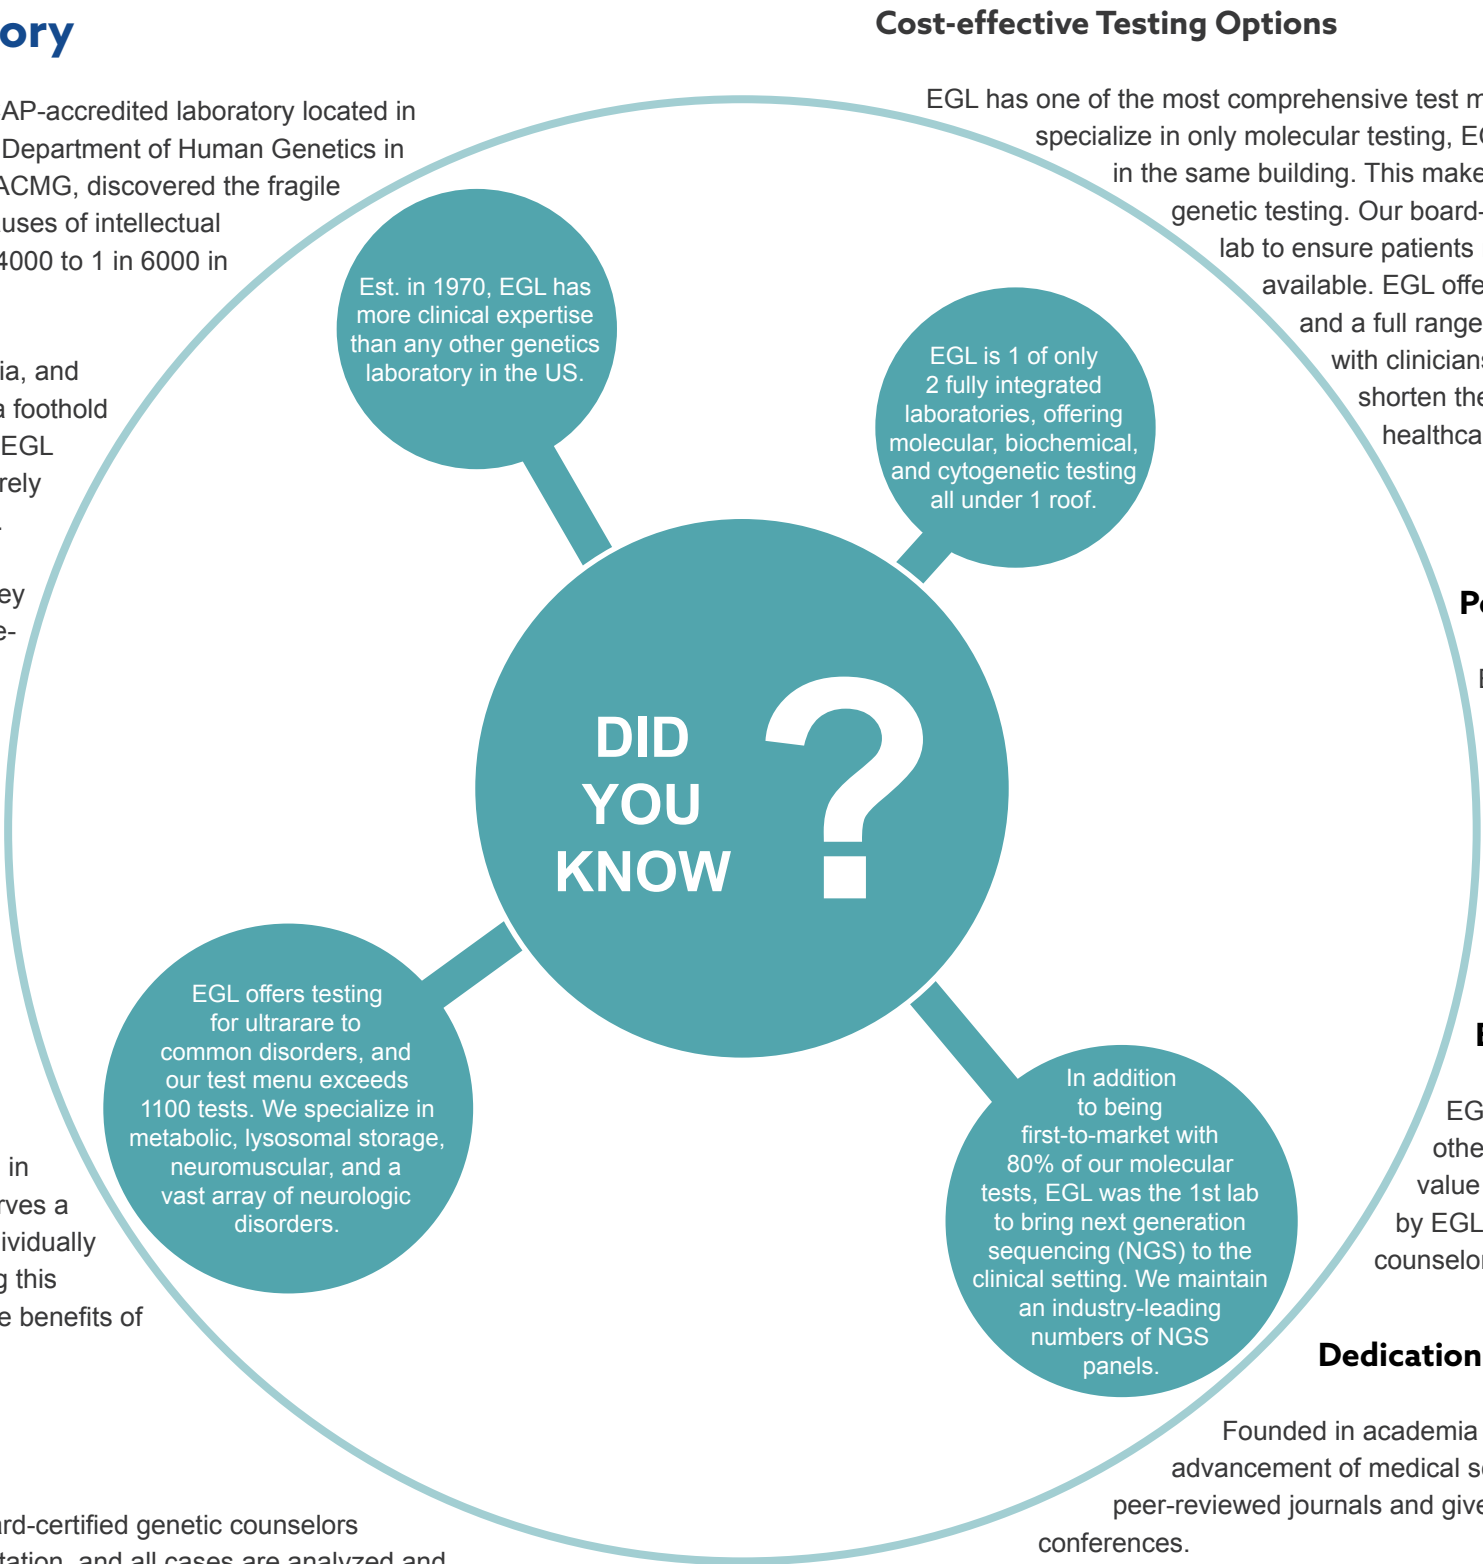 ory
AP-accredited laboratory located in
Department of Human Genetics in
ACMG, discovered the fragile
uses of intellectual
4000 to 1 in 6000 in
ia, and
a foothold
EGL
rely
.
ey
e-
in
rves a
dividually
g this
e benefits of
ard-certified genetic counselors
tation, and all cases are analyzed and
Est. in 1970, EGL has
more clinical expertise
than any other genetics
laboratory in the US.
EGL is 1 of only
2 fully integrated
laboratories, offering
molecular, biochemical,
and cytogenetic testing
all under 1 roof.
DID
YOU
KNOW
?
EGL offers testing
for ultrarare to
common disorders, and
our test menu exceeds
1100 tests. We specialize in
metabolic, lysosomal storage,
neuromuscular, and a
vast array of neurologic
disorders.
In addition
to being
first-to-market with
80% of our molecular
tests, EGL was the 1st lab
to bring next generation
sequencing (NGS) to the
clinical setting. We maintain
an industry-leading
numbers of NGS
panels.
Cost-effective Testing Options
EGL has one of the most comprehensive test m
specialize in only molecular testing, E
in the same building. This make
genetic testing. Our board-
lab to ensure patients
available. EGL offe
and a full range
with clinicians
shorten the
healthca
P
E
E
EG
othe
value
by EGL
counselor
Dedication
Founded in academia
advancement of medical s
peer-reviewed journals and give
conferences.